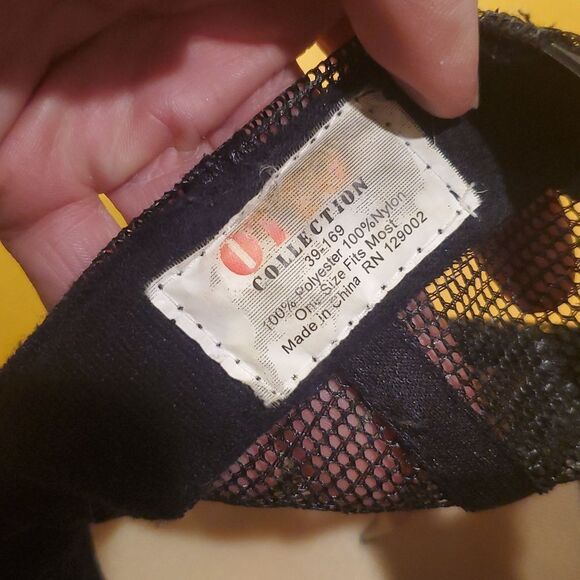 COLLECTION
39-169
100% Polyester 100%Nylon
One Size Fits Most
Made in China RN 129002